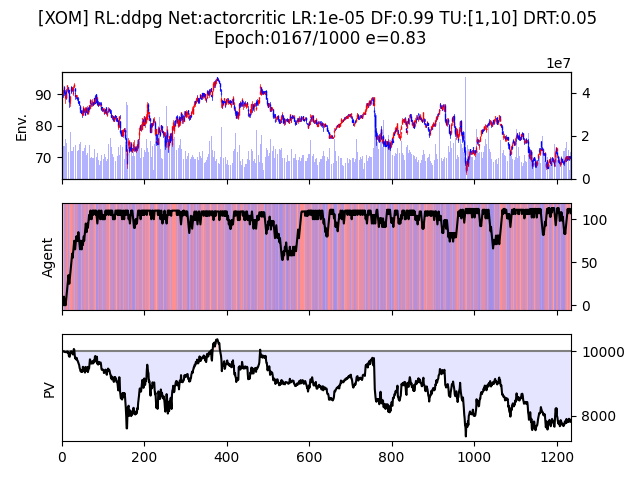 [XOM] RL:ddpg Net:actorcritic LR:1e-05 DF:0.99 TU:[1,10] DRT:0.05
Epoch:0167/1000 e=0.83
1e7
Env.
90
80
70
4
2
0
Agent
100
50
0
PV
10000
8000
0 200 400 600 800 1000 1200